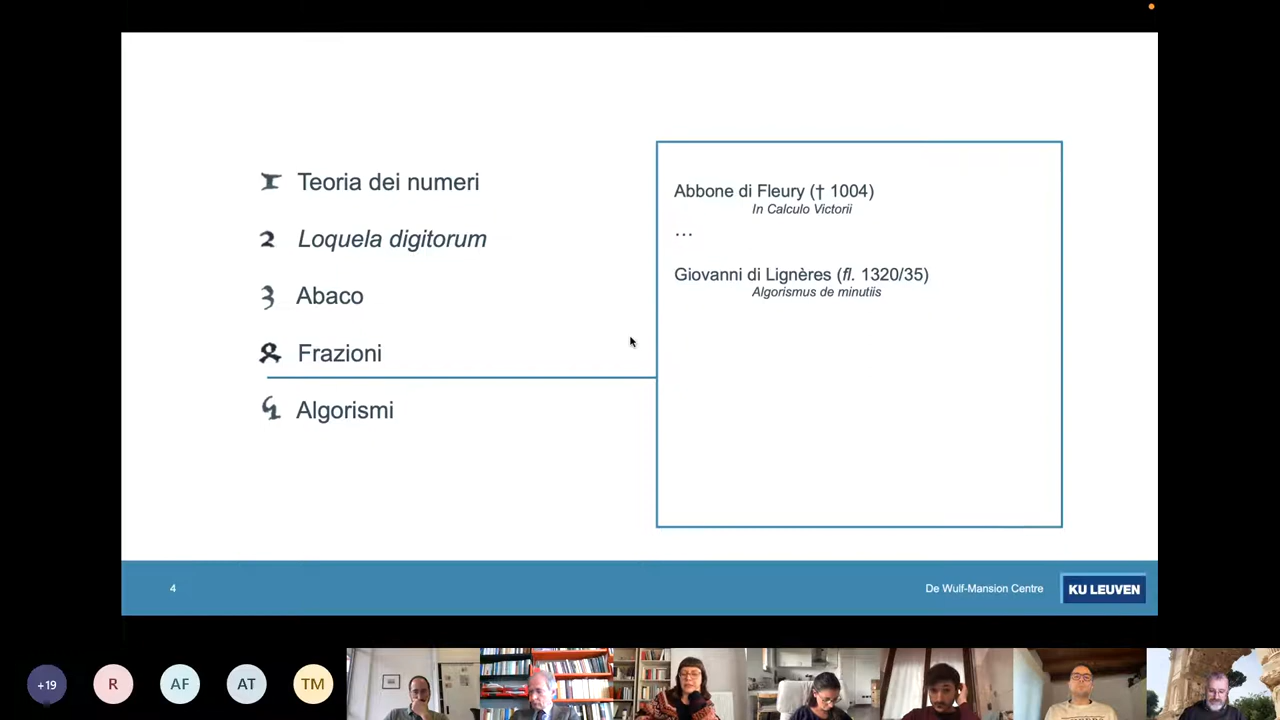 Teoria dei numeri
Loquela digitorum
Abaco
Frazioni
Algorismi
Abbone di Fleury († 1004)
In Calculo Victorii
…
Giovanni di Lignères (fl. 1320/35)
Algorismus de minutiis
4
De Wulf-Mansion Centre
KU LEUVEN
+19
R
AF
AT
TM